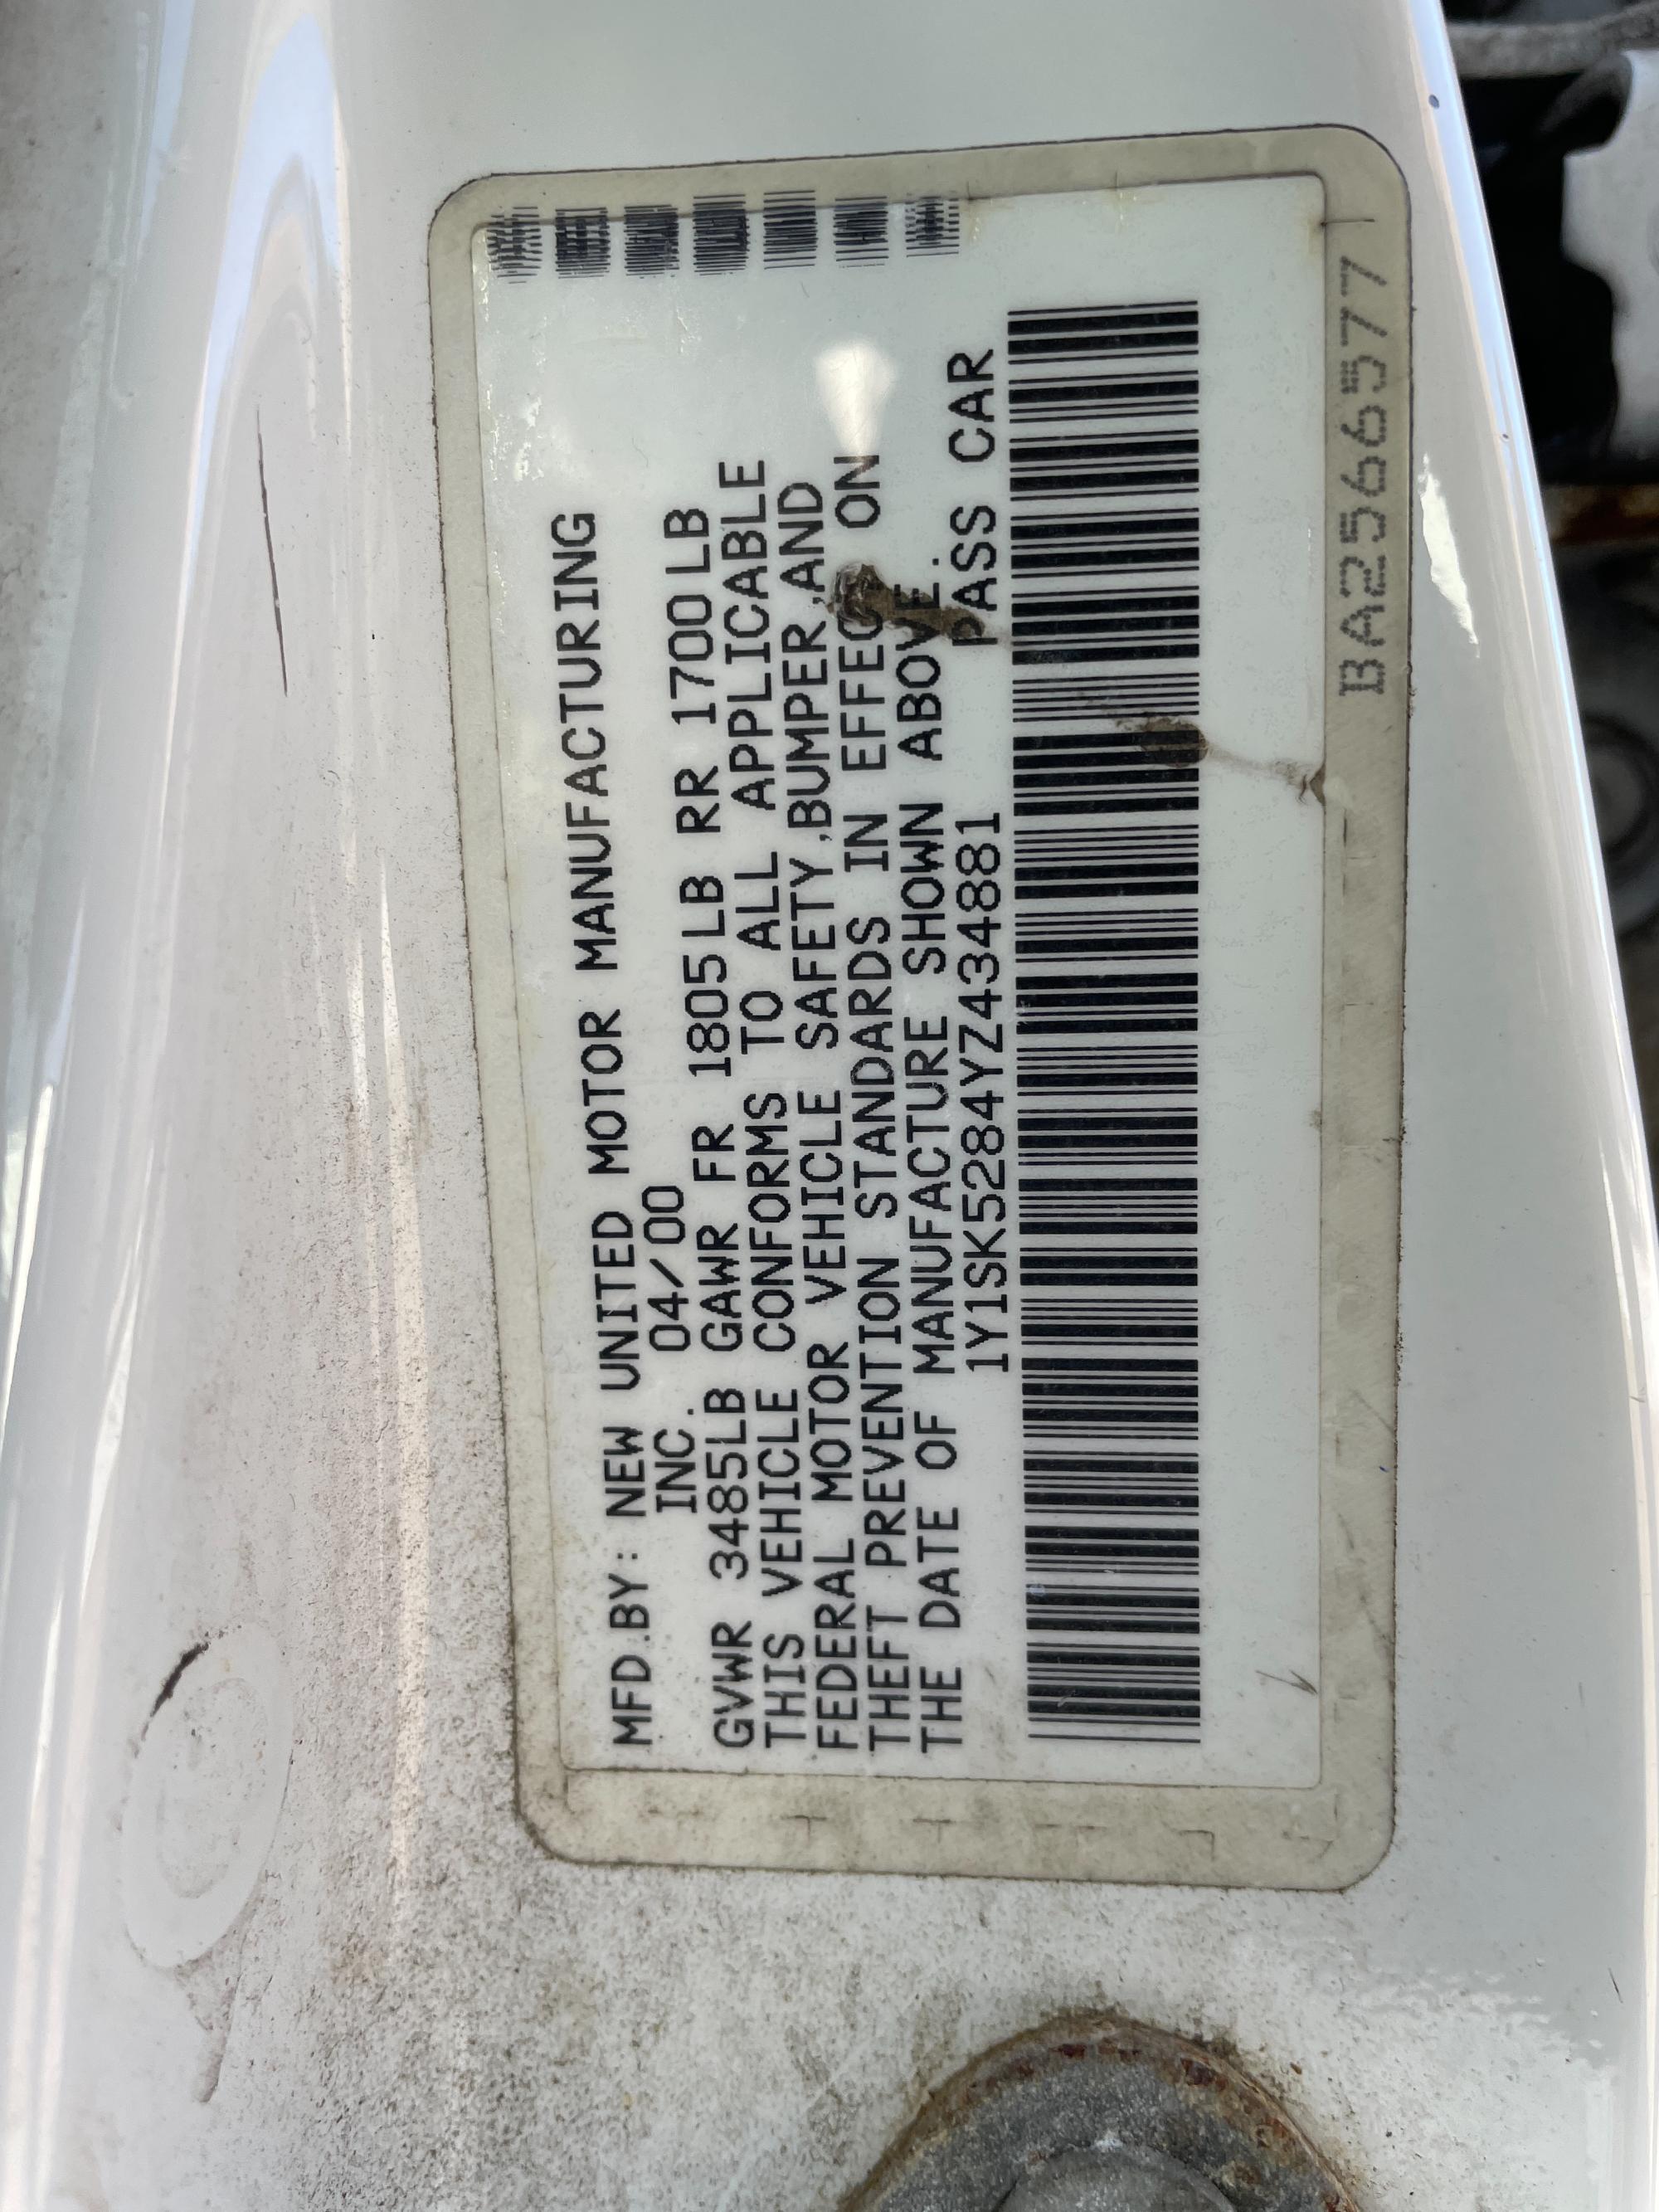 MFD.BY: NEW UNITED MOTOR MANUFACTURING
INC. 04/00
GVWR 3485LB GAWR FR 1805LB RR 1700LB
THIS VEHICLE CONFORMS TO ALL APPLICABLE
FEDERAL MOTOR VEHICLE SAFETY,BUMPER,AND
THEFT PREVENTION STANDARDS IN EFFECT ON
THE DATE OF MANUFACTURE SHOWN ABOVE.
1Y1SK5284YZ434881 PASS CAR
BA2566577